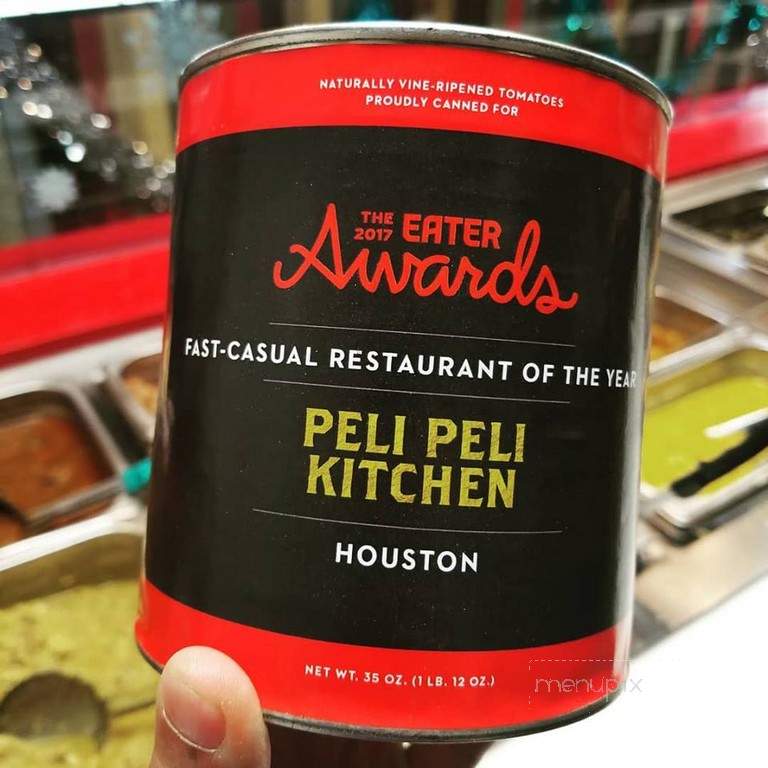 NATURALLY VINE-RIPENED TOMATOES
PROUDLY CANNED FOR
THE 2017 EATER
Awards
FAST-CASUAL RESTAURANT OF THE YEAR
PELI PELI
KITCHEN
HOUSTON
NET WT. 35 OZ. (1 LB. 12 OZ.)
menupix